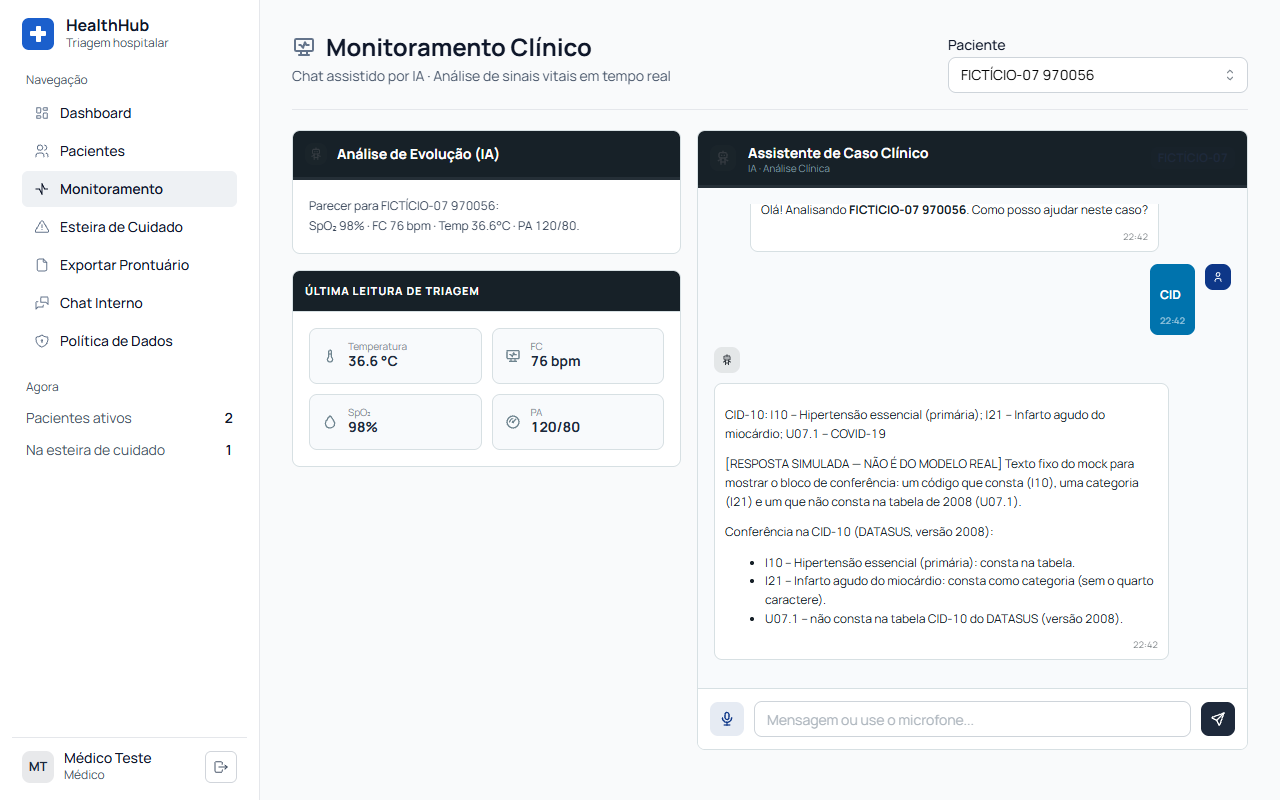 HealthHub
Triagem hospitalar
Navegação
Dashboard
Pacientes
Monitoramento
Esteira de Cuidado
Exportar Prontuário
Chat Interno
Política de Dados
Agora
Pacientes ativos 2
Na esteira de cuidado 1
MT
Médico Teste
Médico
Monitoramento Clínico
Chat assistido por IA · Análise de sinais vitais em tempo real
Paciente
FICTÍCIO-07 970056
Análise de Evolução (IA)
Parecer para FICTÍCIO-07 970056:
SpO₂ 98% · FC 76 bpm · Temp 36.6°C · PA 120/80.
ÚLTIMA LEITURA DE TRIAGEM
Temperatura
36.6 °C
FC
76 bpm
SpO₂
98%
PA
120/80
Assistente de Caso Clínico
IA · Análise Clínica
FICTÍCIO-07
Olá! Analisando FICTÍCIO-07 970056. Como posso ajudar neste caso?
22:42
CID
22:42
CID-10: I10 – Hipertensão essencial (primária); I21 – Infarto agudo do
miocárdio; U07.1 – COVID-19
[RESPOSTA SIMULADA — NÃO É DO MODELO REAL] Texto fixo do mock para
mostrar o bloco de conferência: um código que consta (I10), uma categoria
(I21) e um que não consta na tabela de 2008 (U07.1).
Conferência na CID-10 (DATASUS, versão 2008):
• I10 – Hipertensão essencial (primária): consta na tabela.
• I21 – Infarto agudo do miocárdio: consta como categoria (sem o quarto
caractere).
• U07.1 – não consta na tabela CID-10 do DATASUS (versão 2008).
22:42
Mensagem ou use o microfone...